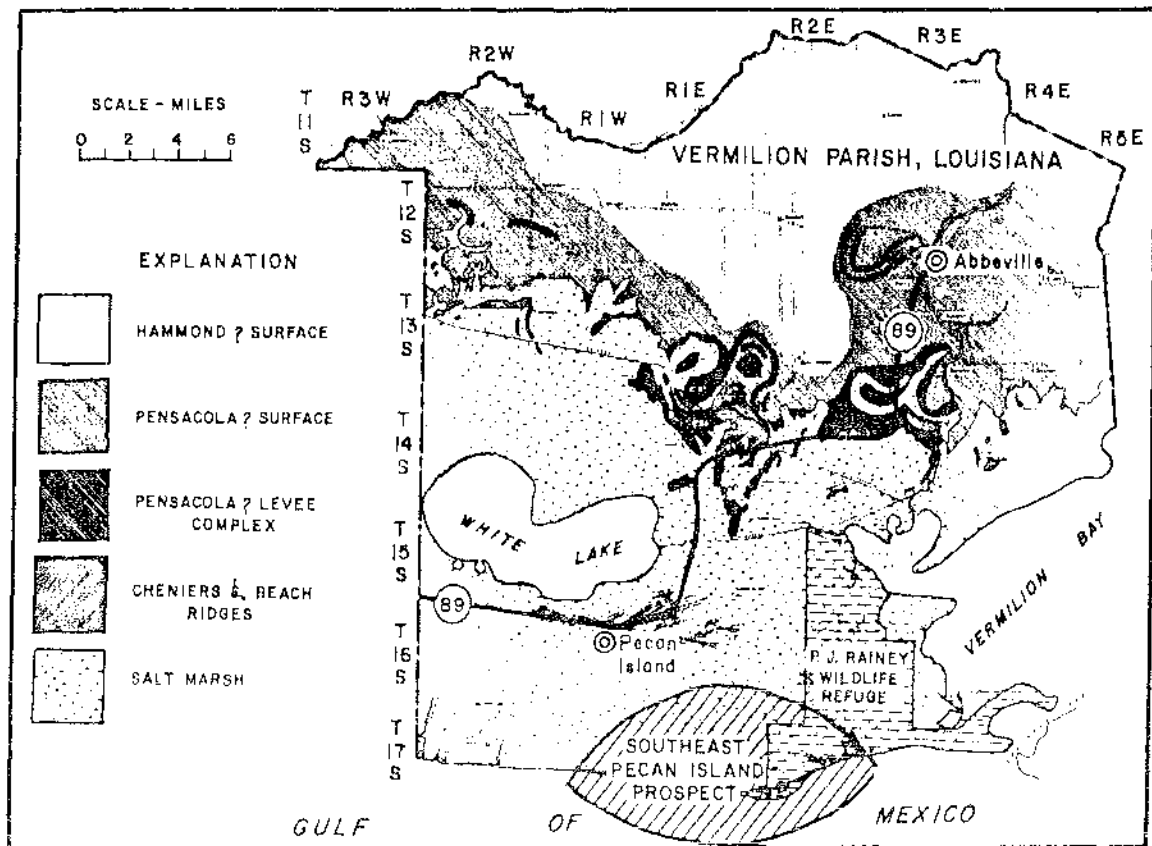 R2E
R3E
R2W
R4E
SCALE - MILES
T
11
S
R3W
R1W
R1E
R5E
0 2 4 6
VERMILION PARISH, LOUISIANA
T
12
S
EXPLANATION
Abbeville
HAMMOND ? SURFACE
T
13
S
89
PENSACOLA ? SURFACE
T
14
S
PENSACOLA ? LEVEE
COMPLEX
WHITE
LAKE
T
15
S
VERMILION BAY
CHENIERS & BEACH
RIDGES
89
Pecan
Island
T
16
S
P. J. RAINEY
WILDLIFE
REFUGE
SALT MARSH
T
17
S
SOUTHEAST
PECAN ISLAND
PROSPECT
GULF OF MEXICO